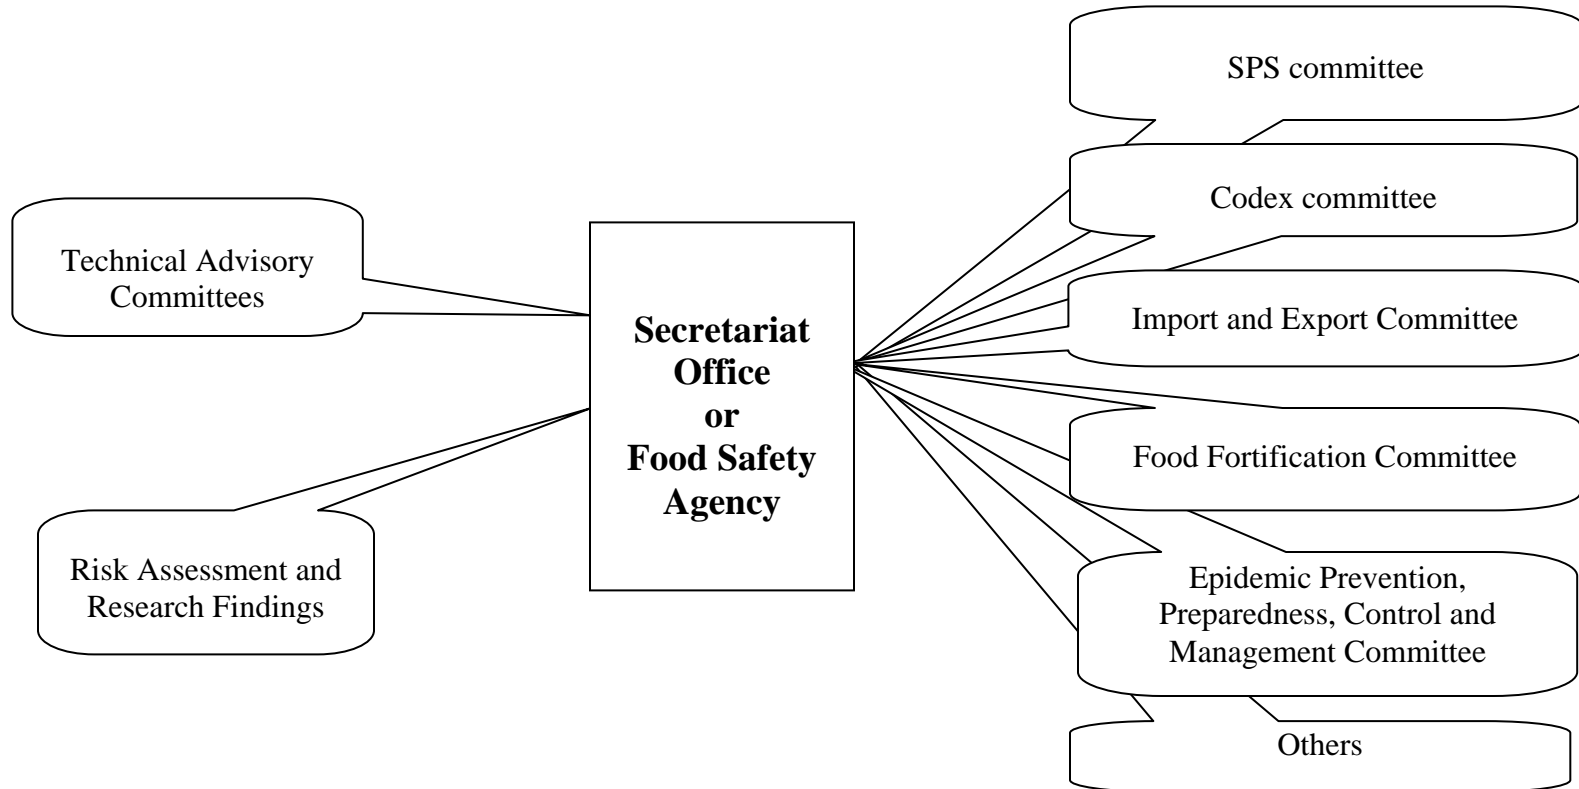 Technical Advisory
Committees
Risk Assessment and
Research Findings
Secretariat
Office
or
Food Safety
Agency
SPS committee
Codex committee
Import and Export Committee
Food Fortification Committee
Epidemic Prevention,
Preparedness, Control and
Management Committee
Others